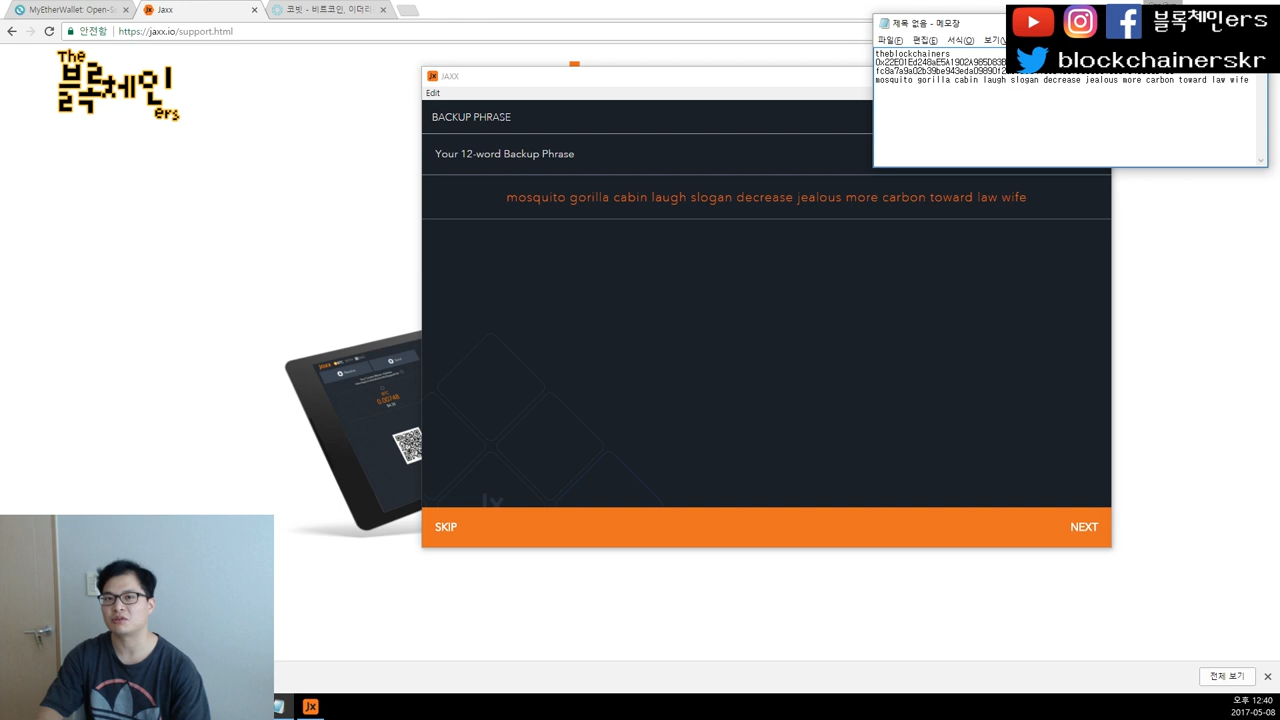 MyEtherWallet: Open-S
Jaxx
코빗 - 비트코인, 이더리
안전함
https://jaxx.io/support.html
The
블록체인
ers
제목 없음 - 메모장
파일(F) 편집(E) 서식(O) 보기(V)
theblockchainers
mosquito gorilla cabin laugh slogan decrease jealous more carbon toward law wife
블록체인ers
blockchainerskr
JAXX
Edit
BACKUP PHRASE
Your 12-word Backup Phrase
mosquito gorilla cabin laugh slogan decrease jealous more carbon toward law wife
SKIP
NEXT
전체 보기
오후 12:40
2017-05-08